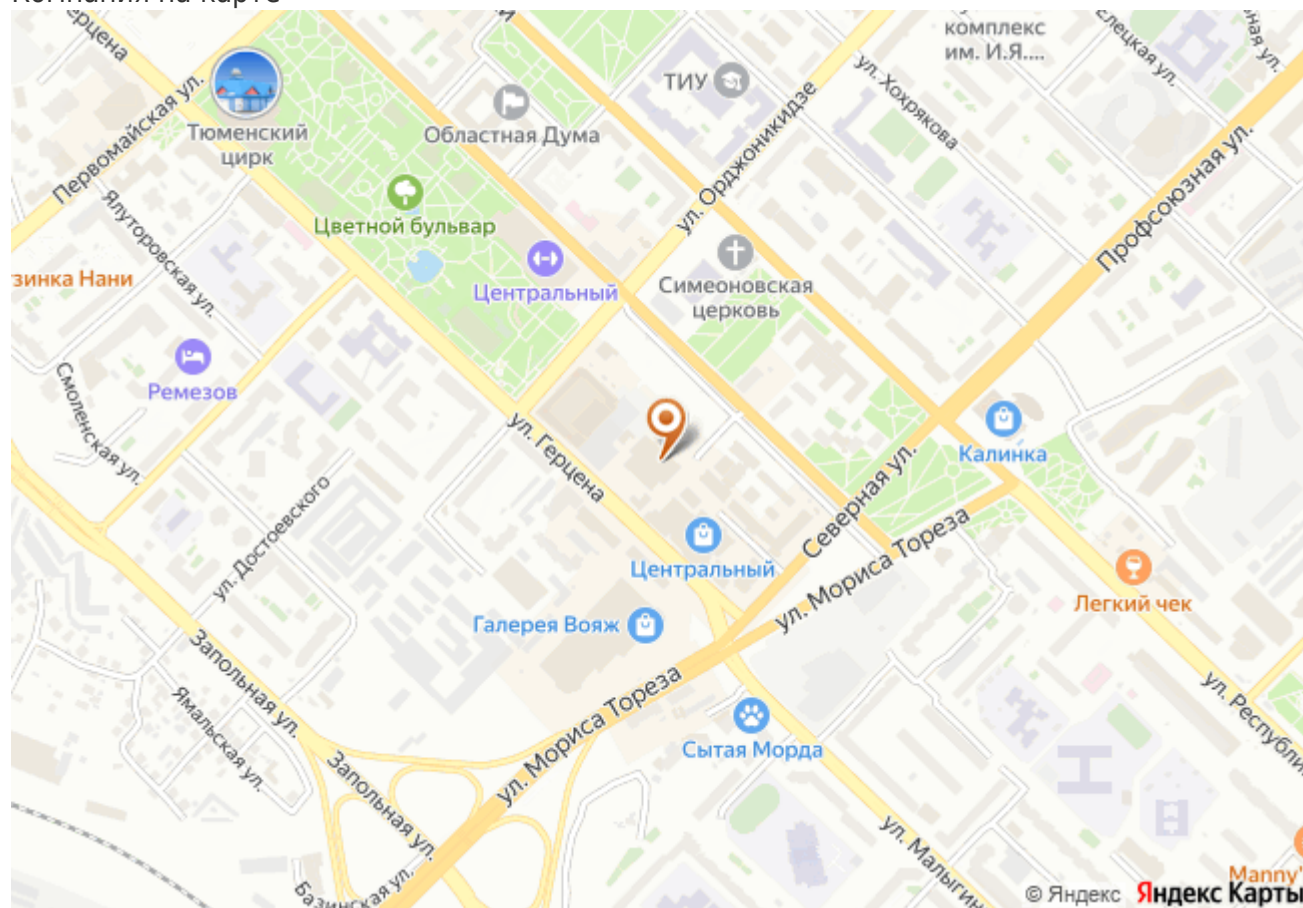 Компания на карте
комплекс
им. И.Я....
ТИУ
ул. Хохрякова
Первомайская ул.
Тюменский
цирк
Областная Дума
ул. Орджоникидзе
Профсоюзная ул.
Ялуторовская ул.
Цветной бульвар
зинка Нани
Центральный
Симеоновская
церковь
Ремезов
Смоленская ул.
ул. Герцена
Калинка
ул. Достоевского
Северная ул.
ул. Мориса Тореза
Центральный
Легкий чек
Галерея Вояж
Запольная ул.
ул. Мориса Тореза
ул. Республи
Ямальская ул.
Сытая Морда
Запольная ул.
ул. Малыгин
Базинская ул.
Manny'
© Яндекс Яндекс Карты